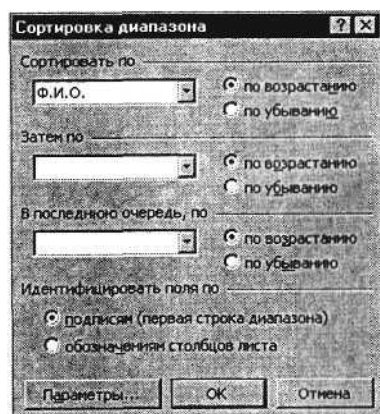 Сортировка диапазона
Сортировать по
Ф.И.О.
по возрастанию
по убыванию
Затем по
по возрастанию
по убыванию
В последнюю очередь, по
по возрастанию
по убыванию
Идентифицировать поля по
подписям (первая строка диапазона)
обозначениям столбцов листа
Параметры... ОК Отмена